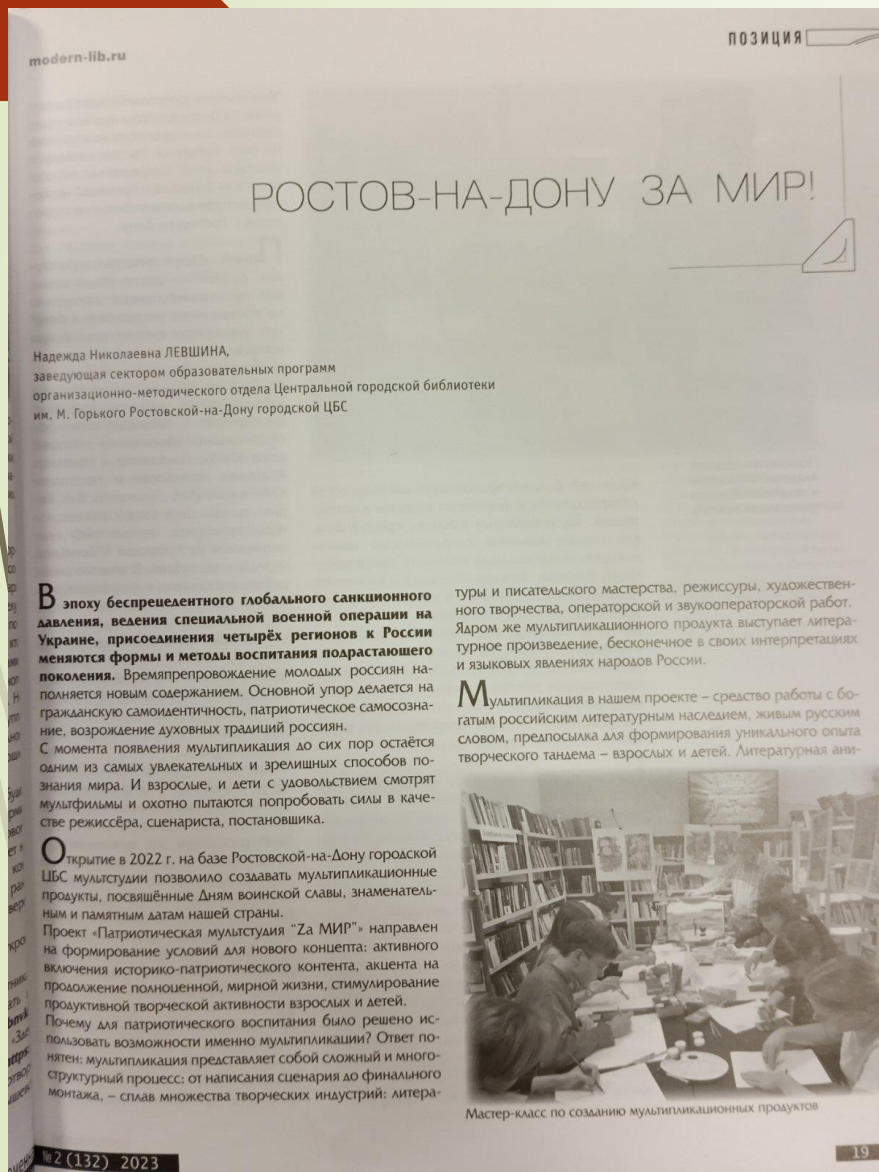 modern-lib.ru
ПОЗИЦИЯ
РОСТОВ-НА-ДОНУ ЗА МИР!
Надежда Николаевна ЛЕВШИНА,
заведующая сектором образовательных программ
организационно-методического отдела Центральной городской библиотеки
им. М. Горького Ростовской-на-Дону городской ЦБС
В эпоху беспрецедентного глобального санкционного
давления, ведения специальной военной операции на
Украине, присоединения четырёх регионов к России
меняются формы и методы воспитания подрастающего
поколения. Времяпрепровождение молодых россиян на-
полняется новым содержанием. Основной упор делается на
гражданскую самоидентичность, патриотическое самосозна-
ние, возрождение духовных традиций россиян.
С момента появления мультипликация до сих пор остаётся
одним из самых увлекательных и зрелищных способов по-
знания мира. И взрослые, и дети с удовольствием смотрят
мультфильмы и охотно пытаются попробовать силы в каче-
стве режиссёра, сценариста, постановщика.
Открытие в 2022 г. на базе Ростовской-на-Дону городской
ЦБС мультстудии позволило создавать мультипликационные
продукты, посвящённые Дням воинской славы, знаменатель-
ным и памятным датам нашей страны.
Проект «Патриотическая мультстудия "Zа МИР"» направлен
на формирование условий для нового концепта: активного
включения историко-патриотического контента, акцента на
продолжение полноценной, мирной жизни, стимулирование
продуктивной творческой активности взрослых и детей.
Почему для патриотического воспитания было решено ис-
пользовать возможности именно мультипликации? Ответ по-
нятен: мультипликация представляет собой сложный и много-
структурный процесс: от написания сценария до финального
монтажа, – сплав множества творческих индустрий: литера-
туры и писательского мастерства, режиссуры, художествен-
ного творчества, операторской и звукооператорской работ.
Ядром же мультипликационного продукта выступает литера-
турное произведение, бесконечное в своих интерпретациях
и языковых явлениях народов России.
Мультипликация в нашем проекте – средство работы с бо-
гатым российским литературным наследием, живым русским
словом, предпосылка для формирования уникального опыта
творческого тандема – взрослых и детей. Литературная ани-
Мастер-класс по созданию мультипликационных продуктов
№2 (132) 2023
19